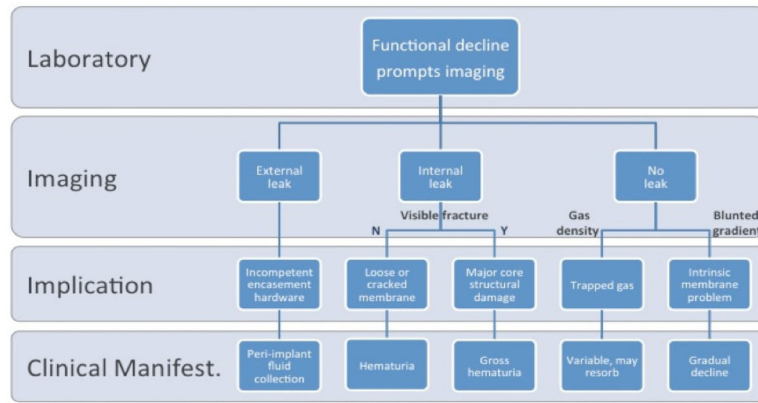 Laboratory
Functional decline
prompts imaging
Imaging
External
leak
Internal
leak
No
leak
Visible fracture
N
Y
Gas
density
Blunted
gradient
Implication
Incompetent
encasement
hardware
Loose or
cracked
membrane
Major core
structural
damage
Trapped gas
Intrinsic
membrane
problem
Clinical Manifest.
Peri-implant
fluid
collection
Hematuria
Gross
hematuria
Variable, may
resorb
Gradual
decline